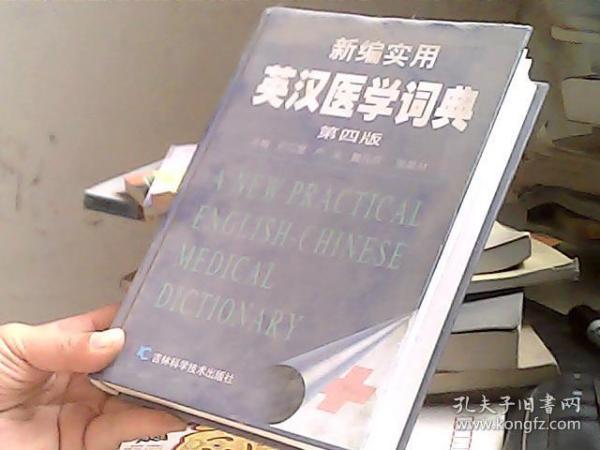 新编实用
英汉医学词典
第四版
A NEW PRACTICAL
ENGLISH-CHINESE
MEDICAL
DICTIONARY
吉林科学技术出版社
孔夫子旧书网
www.kongfz.com